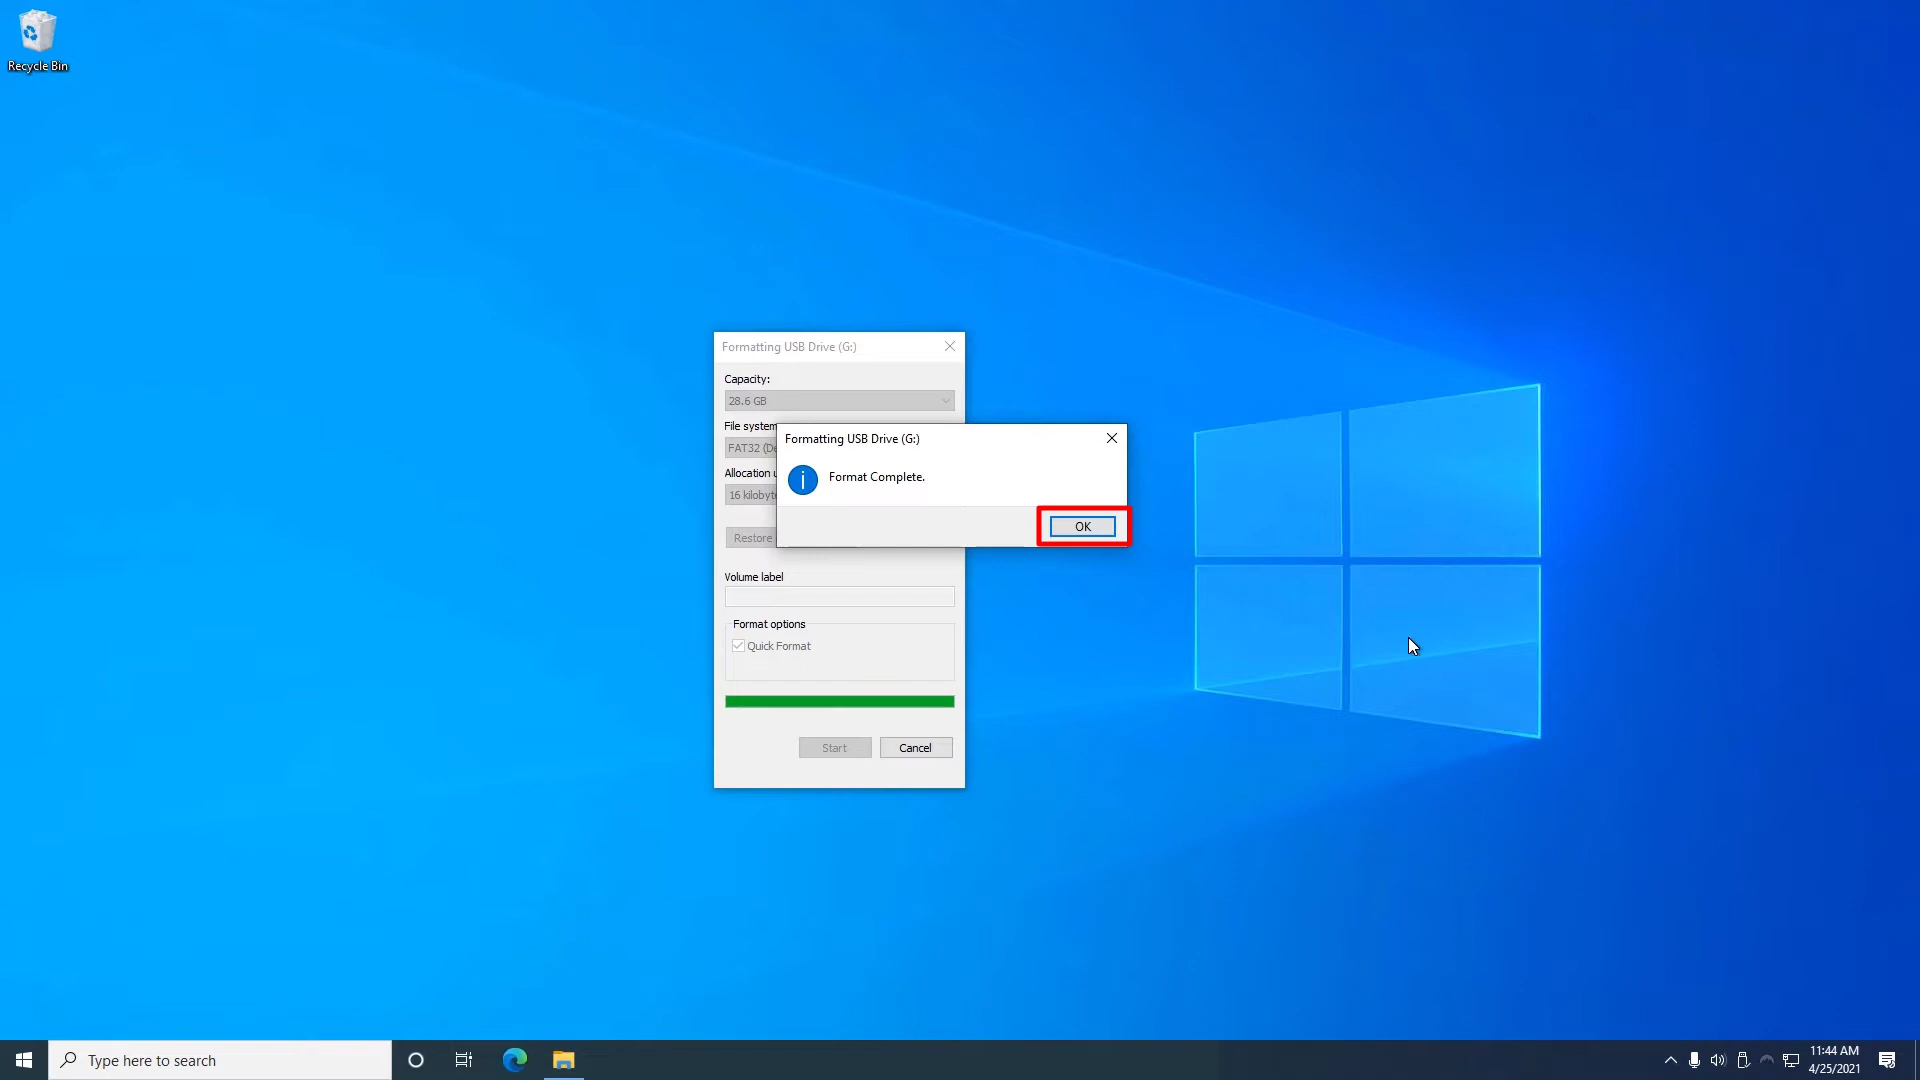 Recycle Bin
Formatting USB Drive (G:)
Capacity:
28.6 GB
File system
FAT32 (De
Allocation u
16 kilobyte
Restore
Formatting USB Drive (G:)
Format Complete.
OK
Volume label
Format options
Quick Format
Start
Cancel
Type here to search
11:44 AM
4/25/2021